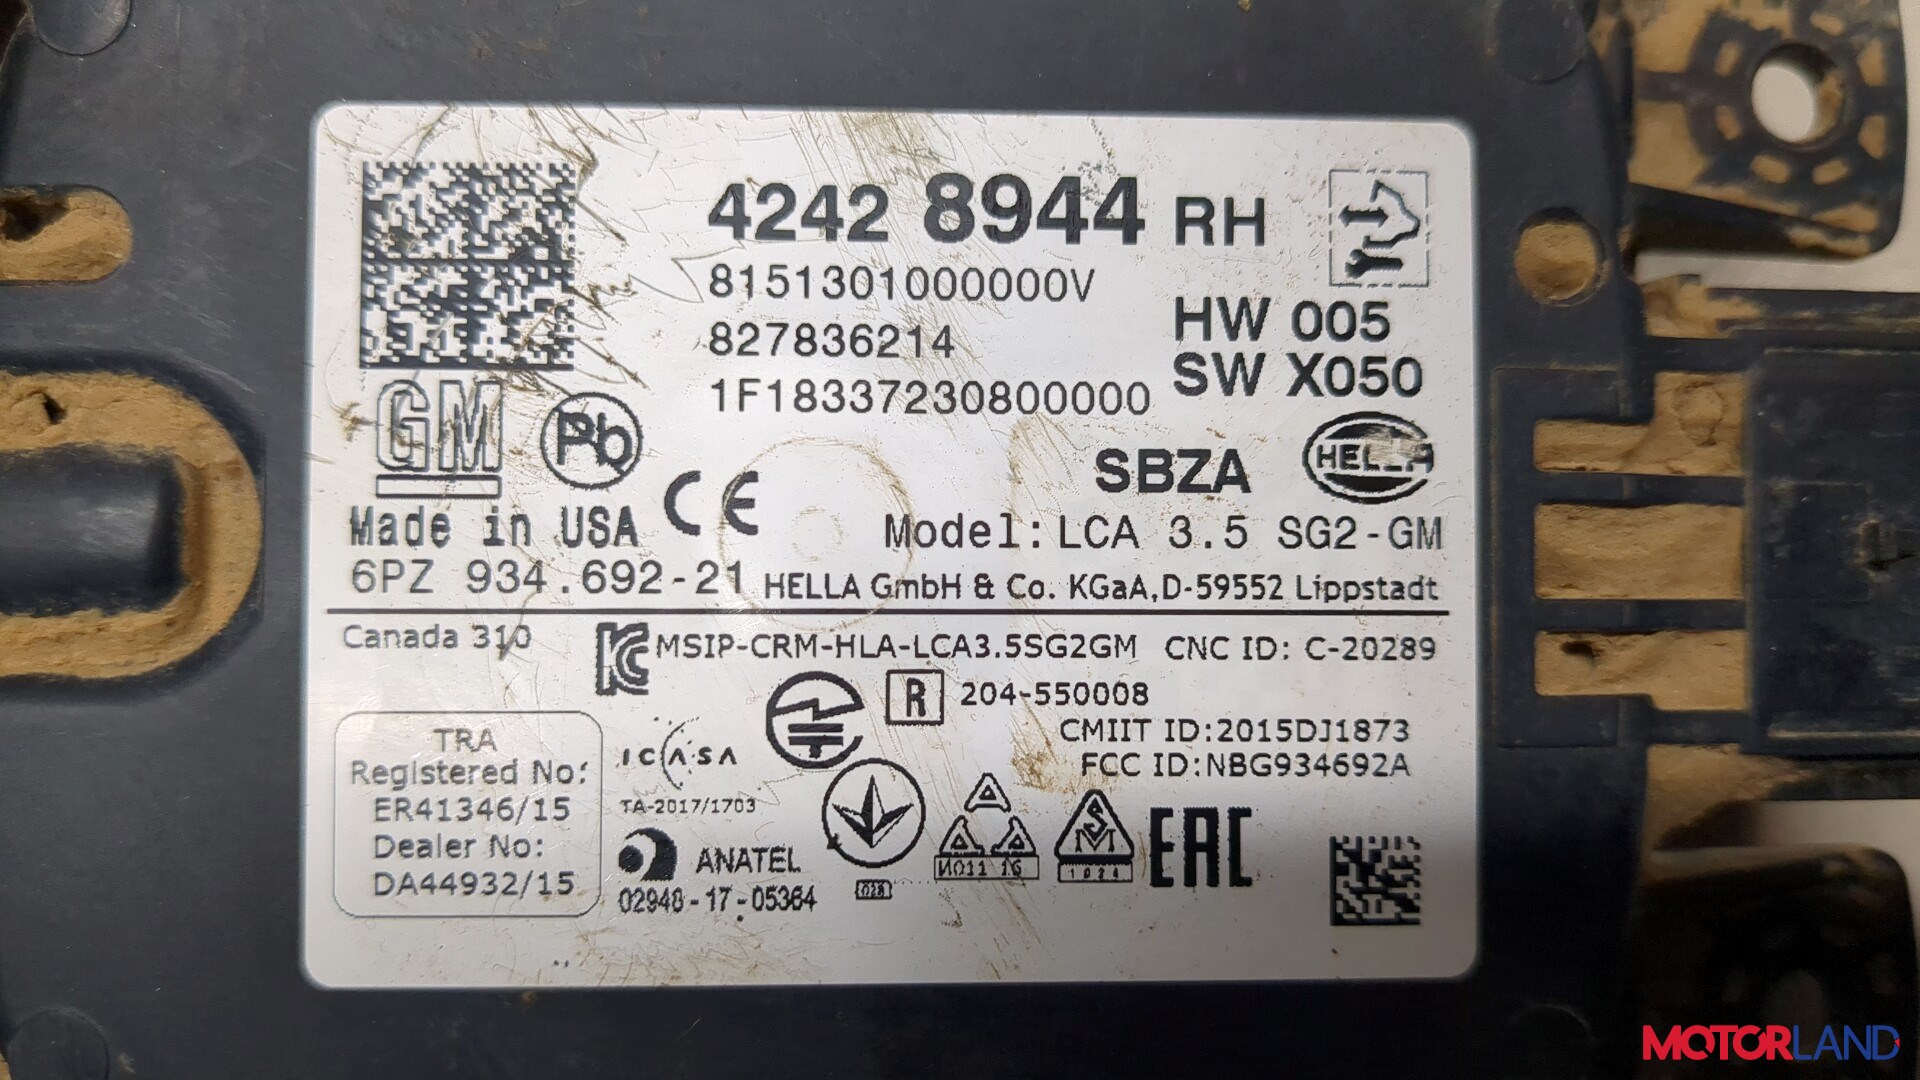 4242 8944 RH
8151301000000V
827836214
1F18337230800000
HW 005
SW X050
GM
Pb
CE
SBZA
HELLA
Made in USA
Model: LCA 3.5 SG2-GM
6PZ 934.692-21
HELLA GmbH & Co. KGaA,D-59552 Lippstadt
Canada 310
MSIP-CRM-HLA-LCA3.5SG2GM
CNC ID: C-20289
R 204-550008
CMIIT ID:2015DJ1873
FCC ID:NBG934692A
TRA
Registered No:
ER41346/15
Dealer No:
DA44932/15
ICASA
TA-2017/1703
ANATEL
02948-17-05364
SM
1024
EAC
MOTORLAND